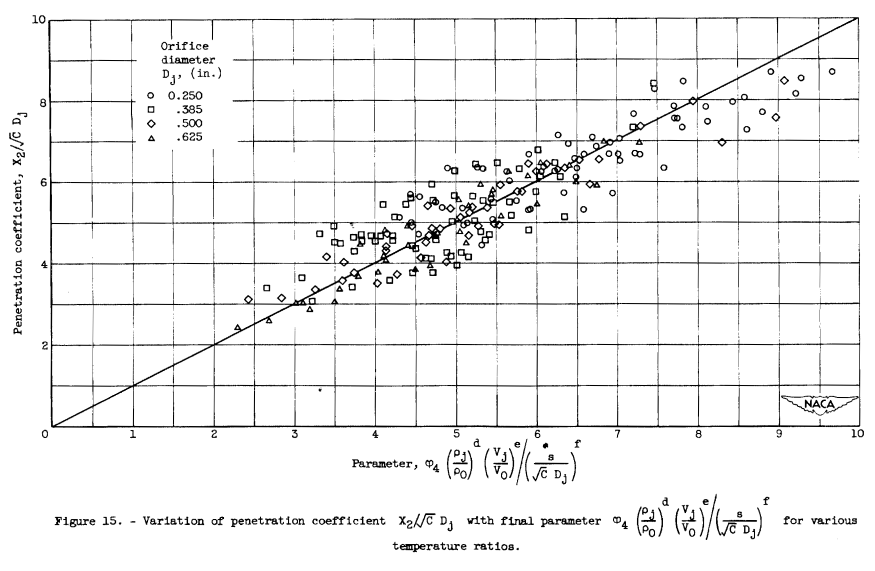 10
8
6
4
2
0
Penetration coefficient, X₂/√C Dⱼ
Orifice
diameter
Dⱼ, (in.)
○ 0.250
□ .385
◇ .500
△ .625
NACA
0 1 2 3 4 5 6 7 8 9 10
Parameter, φ₄ (ρⱼ/ρ₀)^d (Vⱼ/V₀)^e/(s/√C Dⱼ)^f
Figure 15. - Variation of penetration coefficient X₂/√C Dⱼ with final parameter φ₄ (ρⱼ/ρ₀)^d (Vⱼ/V₀)^e/(s/√C Dⱼ)^f for various
temperature ratios.